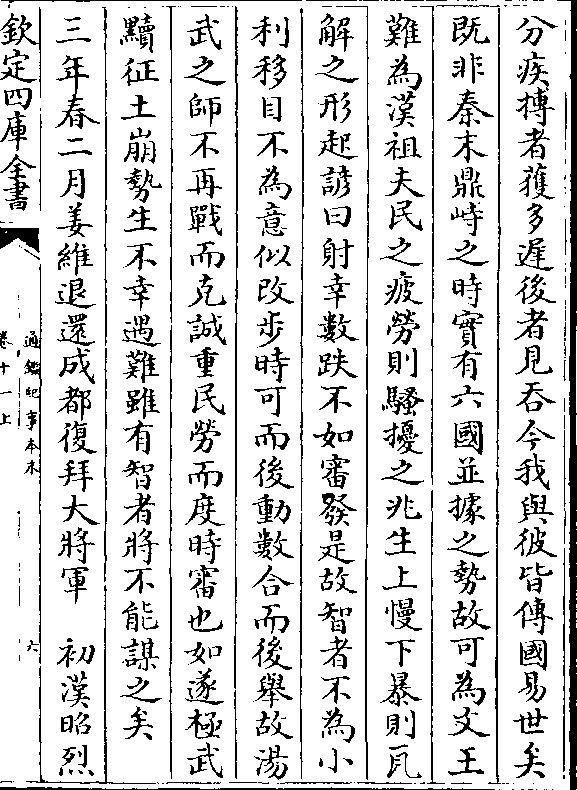 分疾搏者獲多遲後者見吞今我與彼皆傳國易世矣
既非秦末鼎峙之時實有六國並據之勢故可為文王
難為漢祖夫民之疲勞則騷擾之兆生上慢下暴則瓦
解之形起諺曰射幸數跌不如審發是故智者不為小
利移目不為意似改步時可而後動數合而後舉故湯
武之師不再戰而克誠重民勞而度時審也如遂極武
黷征土崩勢生不幸遇難雖有智者將不能謀之矣
三年春二月姜維退還成都復拜大將軍　初漢昭烈
欽定四庫全書
通鑑紀事本末
卷十一上
六